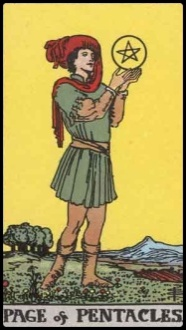 PAGE of PENTACLES.